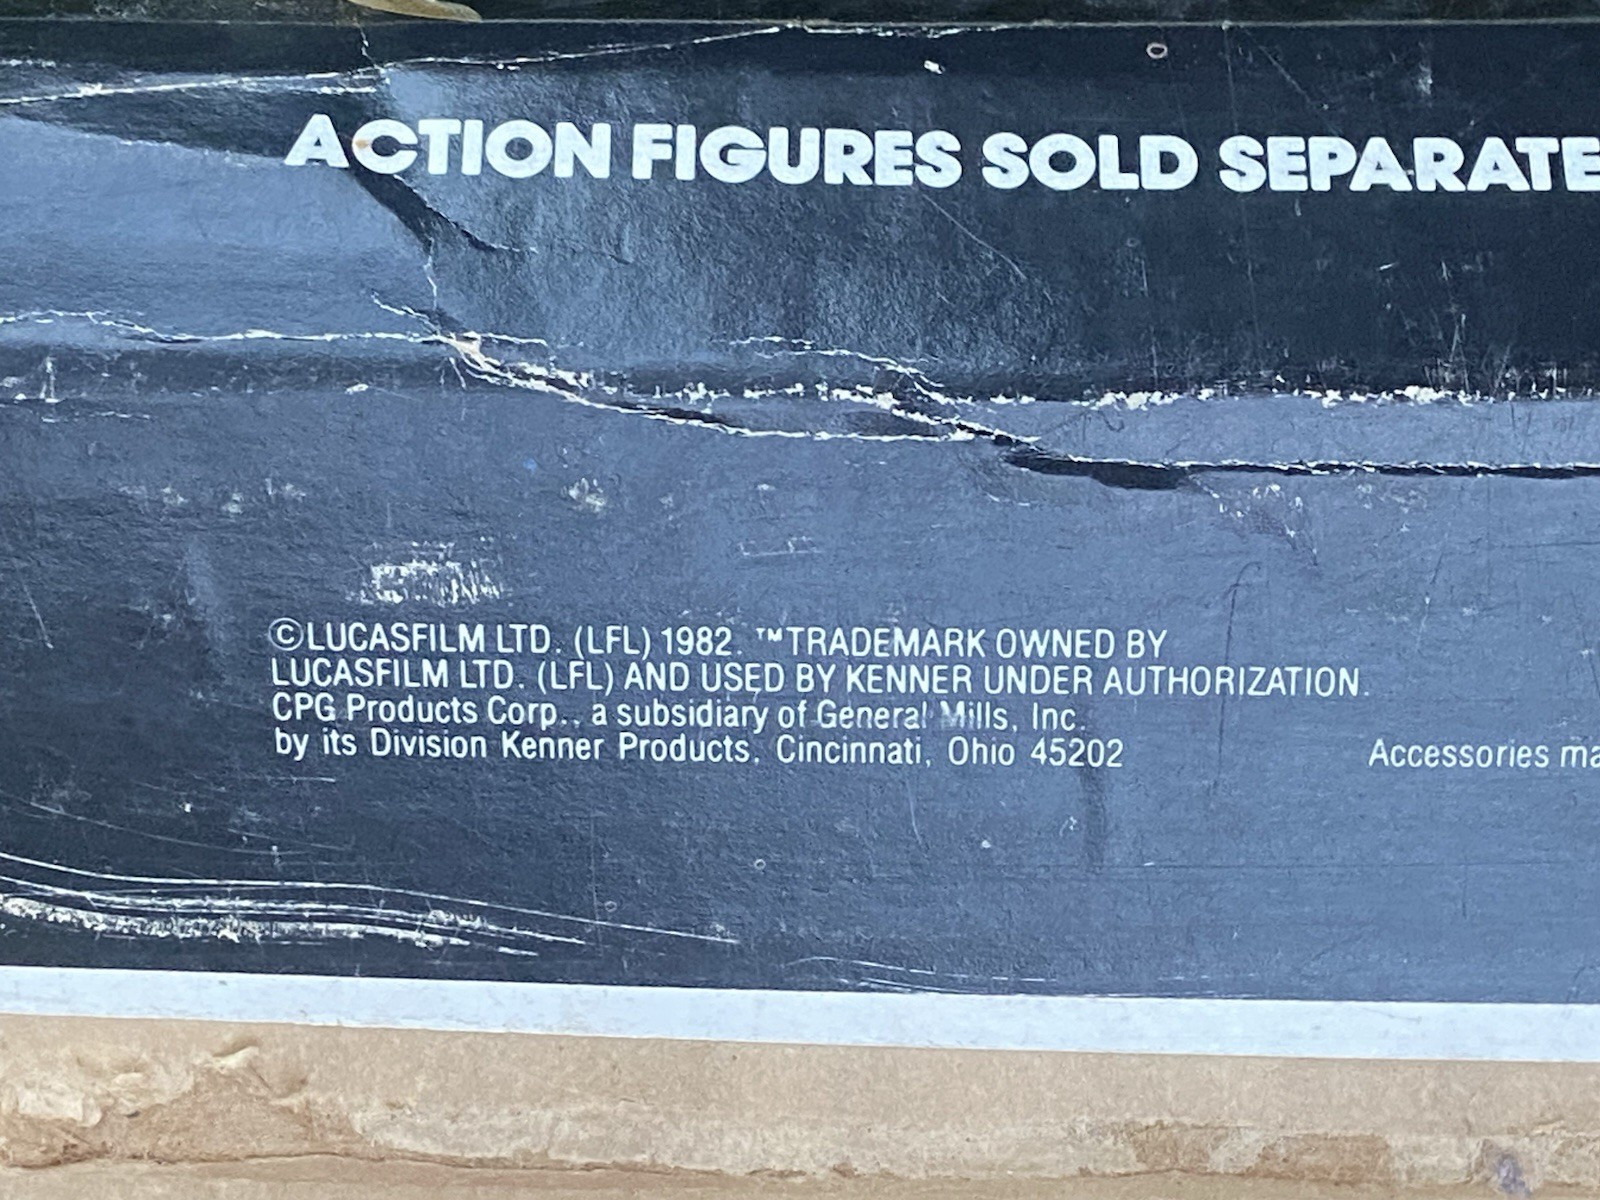 ACTION FIGURES SOLD SEPARATE
©LUCASFILM LTD. (LFL) 1982. ™TRADEMARK OWNED BY
LUCASFILM LTD. (LFL) AND USED BY KENNER UNDER AUTHORIZATION.
CPG Products Corp., a subsidiary of General Mills, Inc.
by its Division Kenner Products, Cincinnati, Ohio 45202
Accessories ma